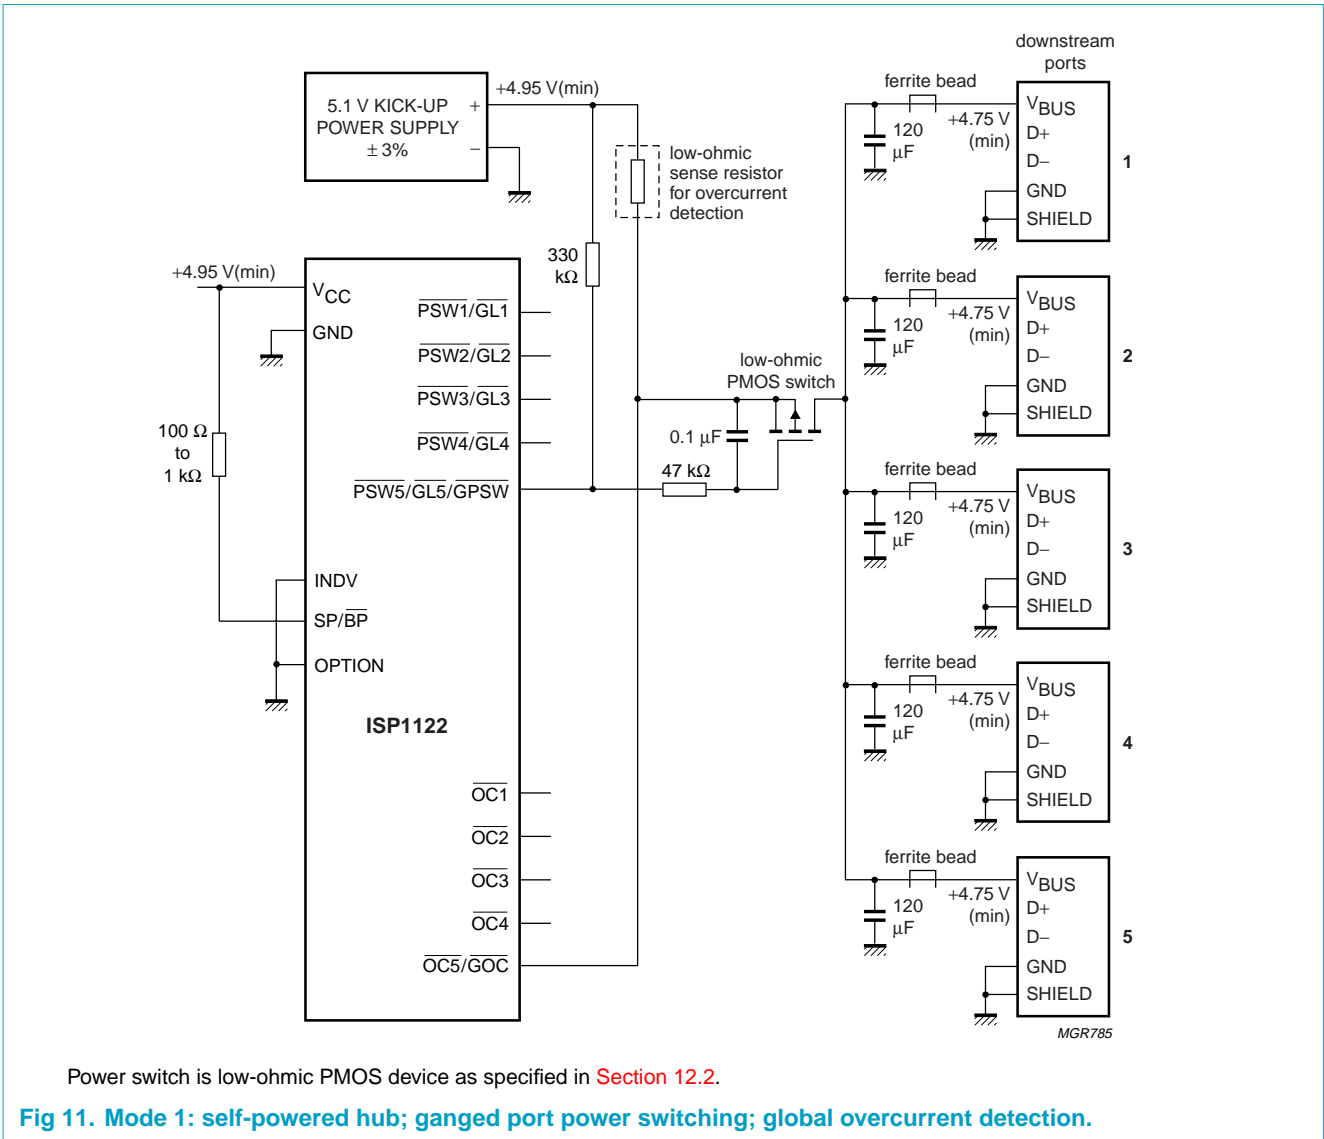 downstream
ports
5.1 V KICK-UP
POWER SUPPLY
± 3%
+
−
+4.95 V(min)
low-ohmic
sense resistor
for overcurrent
detection
330
kΩ
+4.95 V(min)
100 Ω
to
1 kΩ
VCC
GND
INDV
SP/BP
OPTION
ISP1122
PSW1/GL1
PSW2/GL2
PSW3/GL3
PSW4/GL4
PSW5/GL5/GPSW
OC1
OC2
OC3
OC4
OC5/GOC
47 kΩ
0.1 μF
low-ohmic
PMOS switch
ferrite bead
120
μF
+4.75 V
(min)
VBUS
D+
D−
GND
SHIELD
1
ferrite bead
120
μF
+4.75 V
(min)
VBUS
D+
D−
GND
SHIELD
2
ferrite bead
120
μF
+4.75 V
(min)
VBUS
D+
D−
GND
SHIELD
3
ferrite bead
120
μF
+4.75 V
(min)
VBUS
D+
D−
GND
SHIELD
4
ferrite bead
120
μF
+4.75 V
(min)
VBUS
D+
D−
GND
SHIELD
5
MGR785
Power switch is low-ohmic PMOS device as specified in Section 12.2.
Fig 11. Mode 1: self-powered hub; ganged port power switching; global overcurrent detection.